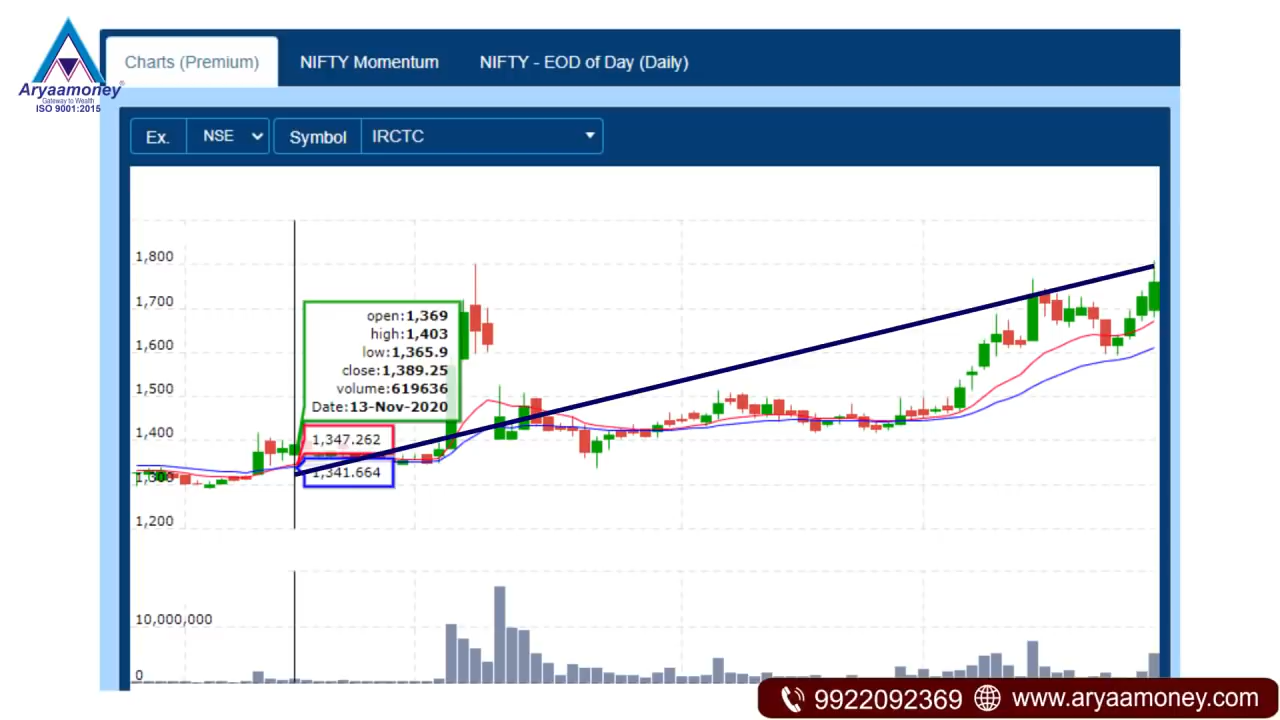 Charts (Premium)
NIFTY Momentum
NIFTY - EOD of Day (Daily)
Aryaamoney®
Gateway to Wealth
ISO 9001:2015
Ex.
NSE
Symbol
IRCTC
1,800
1,700
1,600
1,500
1,400
1,300
1,200
open:1,369
high:1,403
low:1,365.9
close:1,389.25
volume:619636
Date:13-Nov-2020
1,347.262
1,341.664
10,000,000
0
9922092369
www.aryaamoney.com